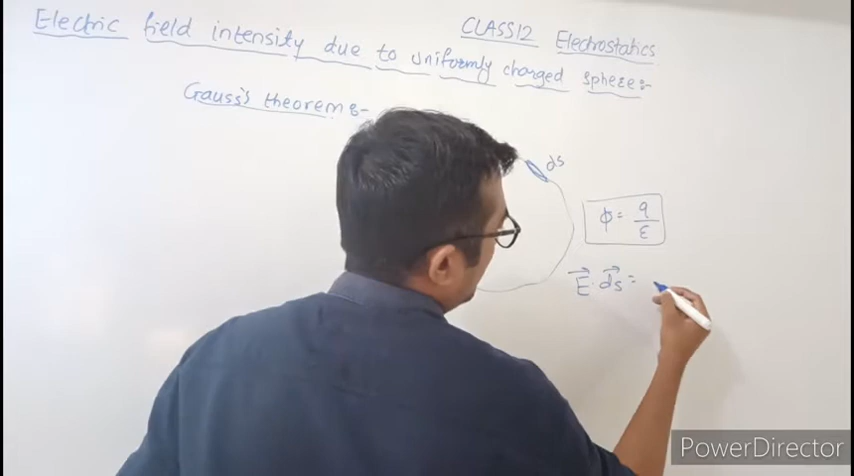 CLASS12 Electrostatics
Electric field intensity due to uniformly charged sphere:-
Gauss's theorem:-
ds
ϕ = q/ε
E⃗ · ds⃗ =
PowerDirector